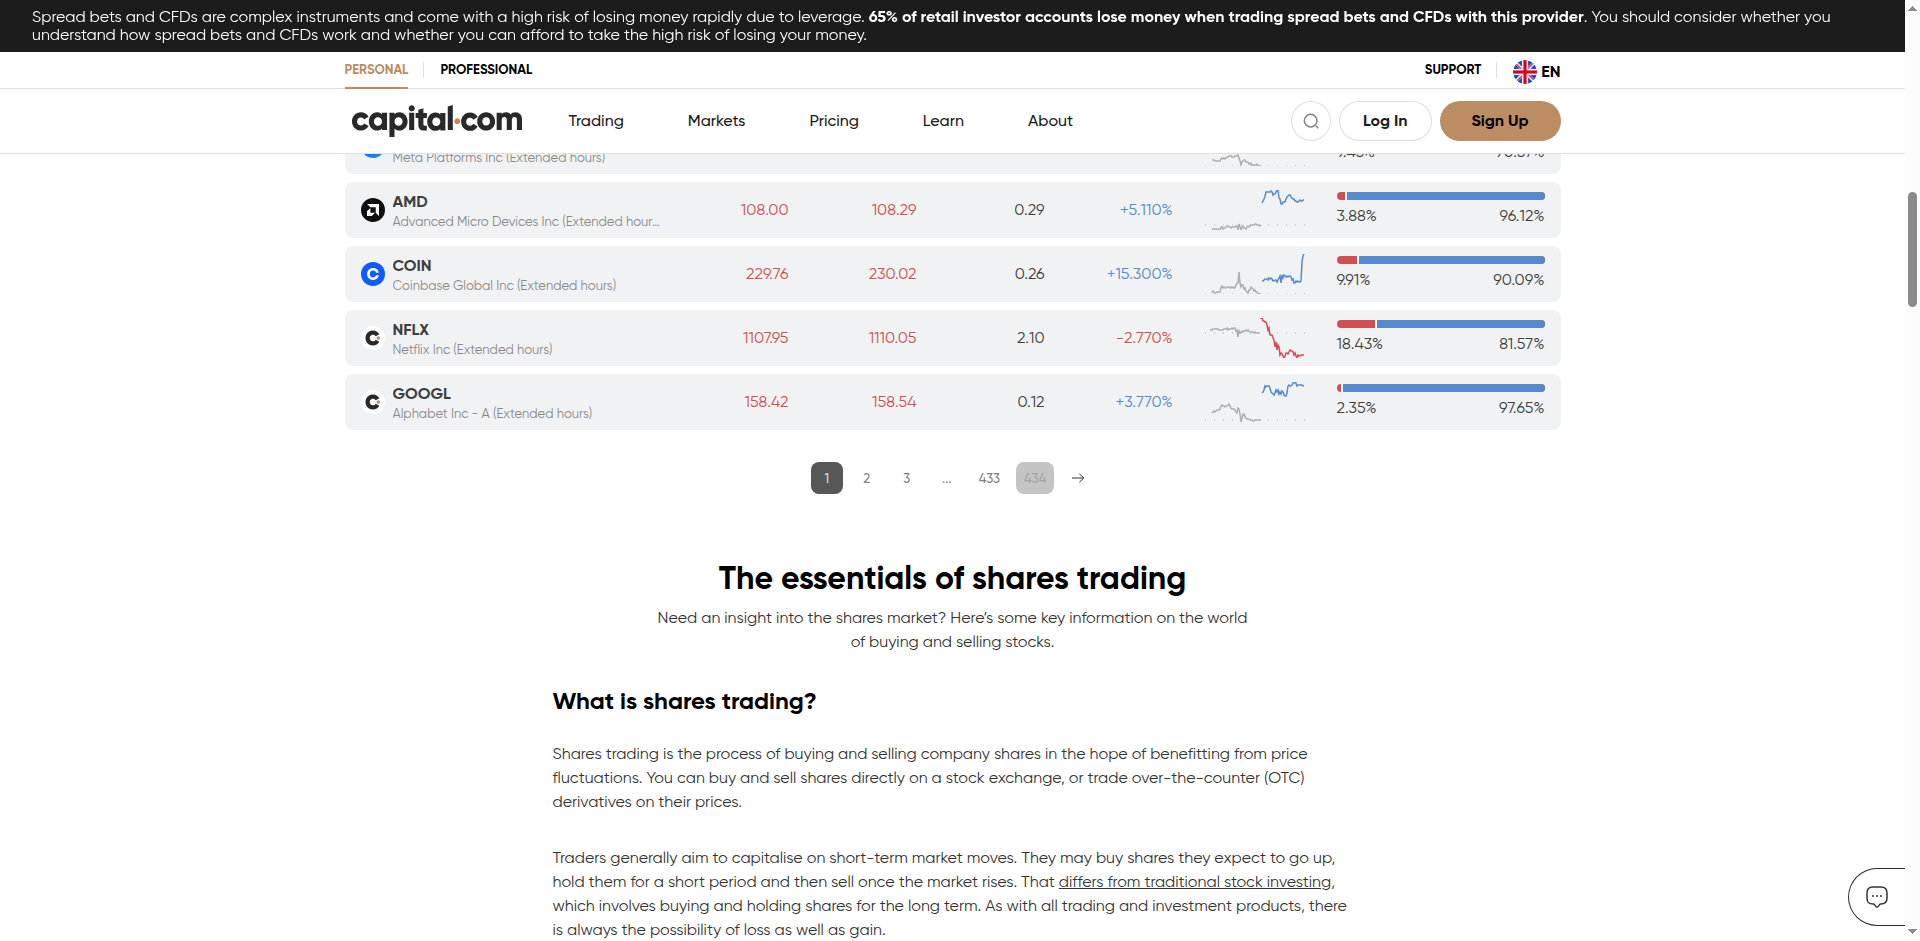 Spread bets and CFDs are complex instruments and come with a high risk of losing money rapidly due to leverage. 65% of retail investor accounts lose money when trading spread bets and CFDs with this provider. You should consider whether you
understand how spread bets and CFDs work and whether you can afford to take the high risk of losing your money.
PERSONAL PROFESSIONAL SUPPORT EN
capital.com Trading Markets Pricing Learn About Log In Sign Up
Meta Platforms Inc (Extended hours)
AMD
Advanced Micro Devices Inc (Extended hour...
108.00 108.29 0.29 +5.110% 3.88% 96.12%
COIN
Coinbase Global Inc (Extended hours)
229.76 230.02 0.26 +15.300% 9.91% 90.09%
NFLX
Netflix Inc (Extended hours)
1107.95 1110.05 2.10 -2.770% 18.43% 81.57%
GOOGL
Alphabet Inc - A (Extended hours)
158.42 158.54 0.12 +3.770% 2.35% 97.65%
1 2 3 ... 433 434
The essentials of shares trading
Need an insight into the shares market? Here's some key information on the world
of buying and selling stocks.
What is shares trading?
Shares trading is the process of buying and selling company shares in the hope of benefitting from price
fluctuations. You can buy and sell shares directly on a stock exchange, or trade over-the-counter (OTC)
derivatives on their prices.
Traders generally aim to capitalise on short-term market moves. They may buy shares they expect to go up,
hold them for a short period and then sell once the market rises. That differs from traditional stock investing,
which involves buying and holding shares for the long term. As with all trading and investment products, there
is always the possibility of loss as well as gain.